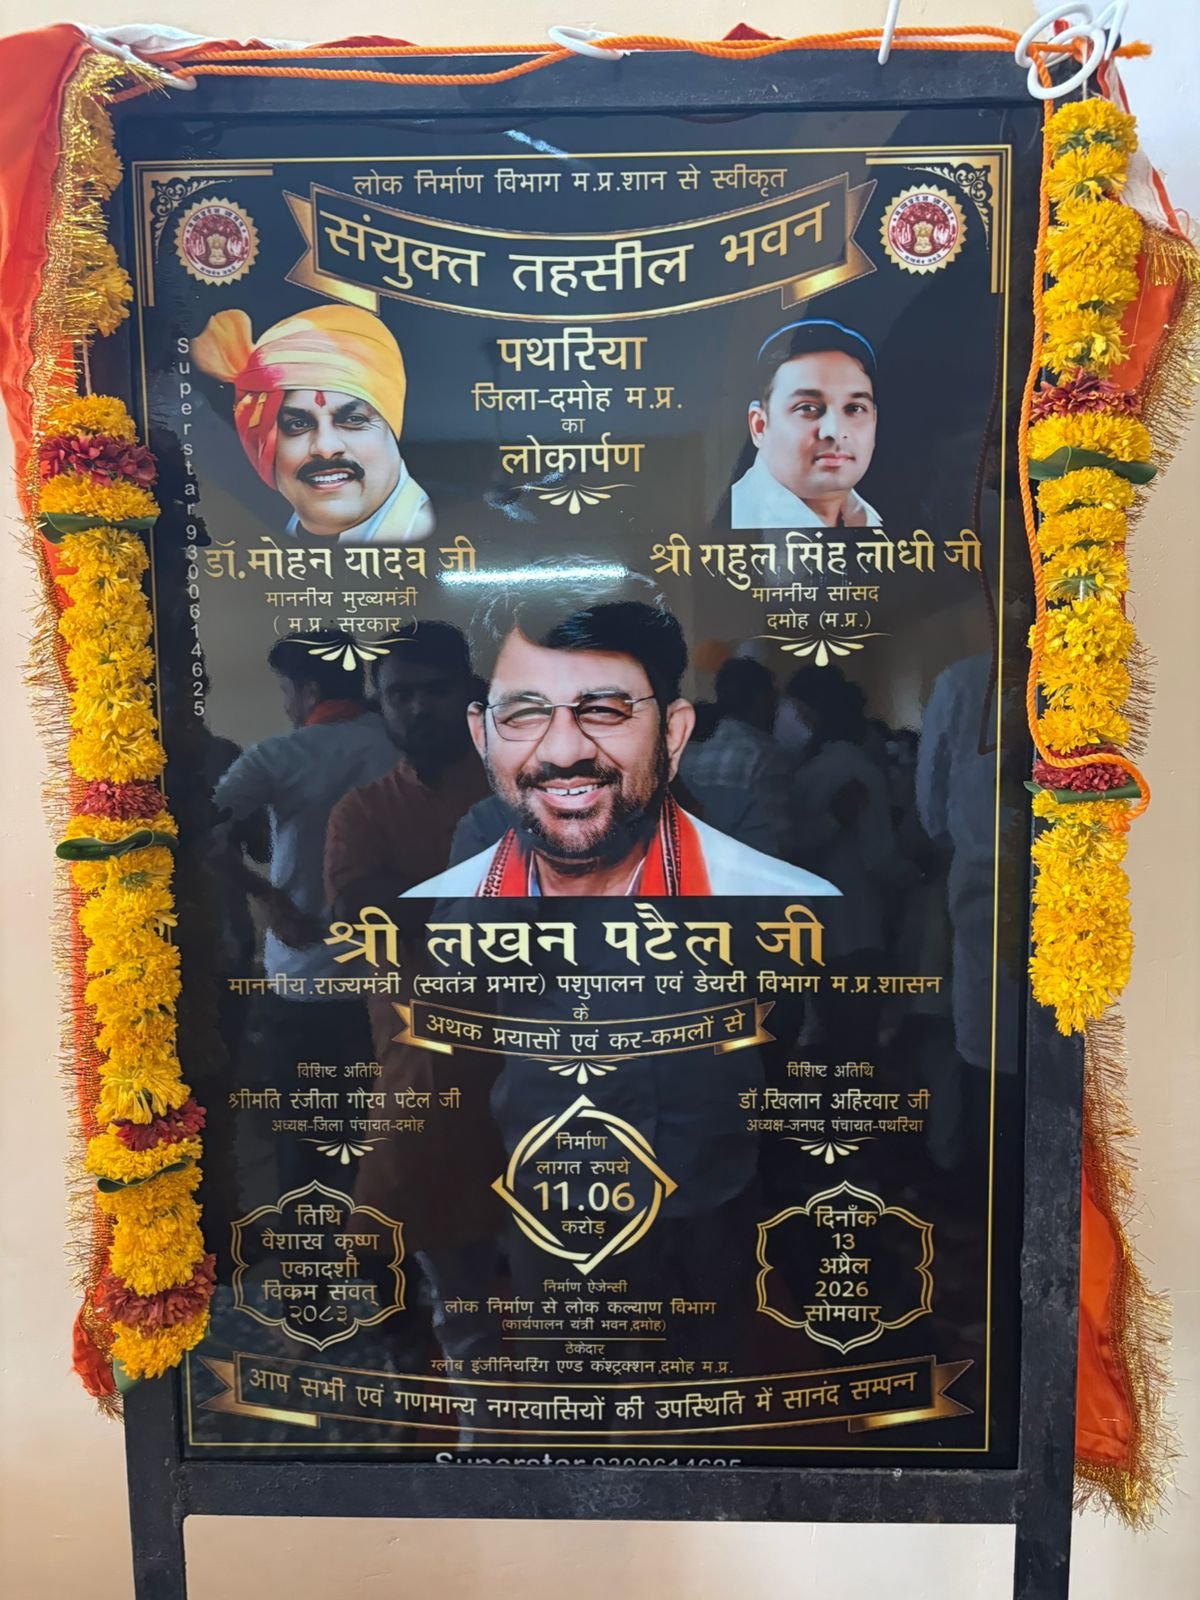 लोक निर्माण विभाग म.प्र.शान से स्वीकृत
संयुक्त तहसील भवन
पथरिया
जिला-दमोह म.प्र.
का
लोकार्पण
डॉ.मोहन यादव जी
माननीय मुख्यमंत्री
( म.प्र. सरकार )
श्री राहुल सिंह लोधी जी
माननीय सांसद
दमोह (म.प्र.)
Superstar9300614625
श्री लखन पटैल जी
माननीय.राज्यमंत्री (स्वतंत्र प्रभार) पशुपालन एवं डेयरी विभाग म.प्र.शासन
के
अथक प्रयासों एवं कर-कमलों से
विशिष्ट अतिथि
श्रीमति रंजीता गौरव पटैल जी
अध्यक्ष-जिला पंचायत-दमोह
विशिष्ट अतिथि
डॉ,खिलान अहिरवार जी
अध्यक्ष-जनपद पंचायत-पथरिया
निर्माण
लागत रुपये
11.06
करोड़
तिथि
वैशाख कृष्ण
एकादशी
विक्रम संवत्
२०८३
दिनाँक
13
अप्रैल
2026
सोमवार
निर्माण ऐजेन्सी
लोक निर्माण से लोक कल्याण विभाग
(कार्यपालन यंत्री भवन,दमोह)
ठेकेदार
ग्लोब इंजीनियरिंग एण्ड कंश्ट्रक्शन,दमोह म.प्र.
आप सभी एवं गणमान्य नगरवासियों की उपस्थिति में सानंद सम्पन्न
Superstar9300614625